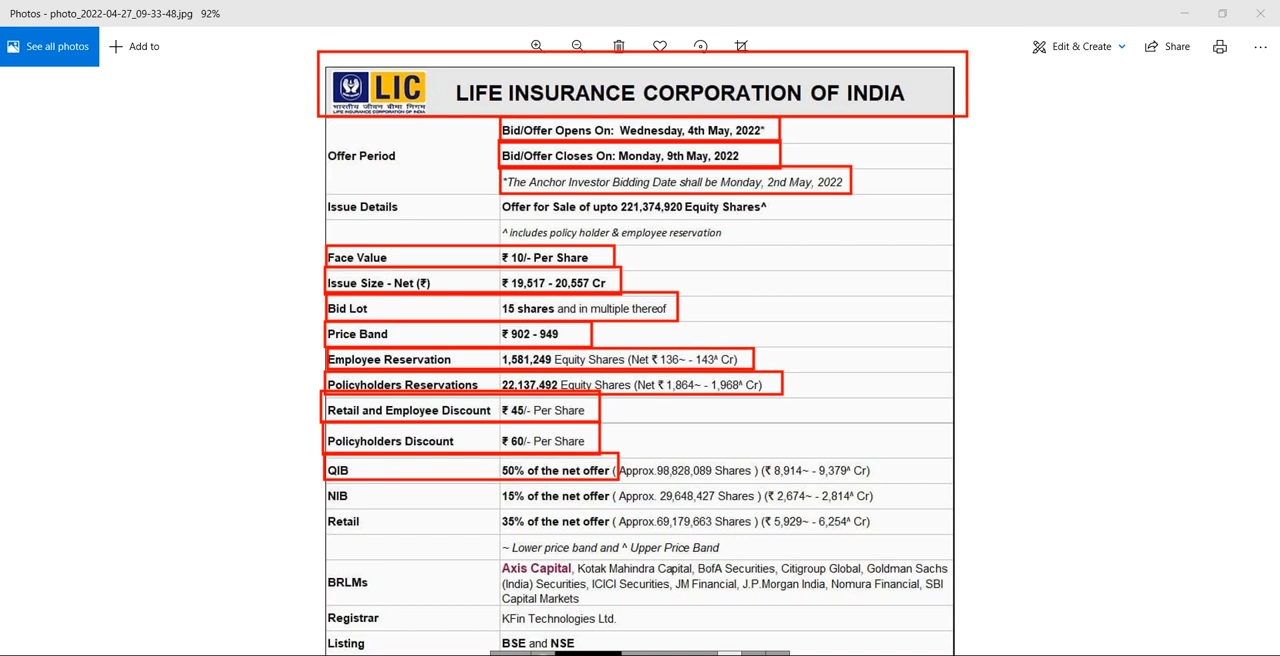 Photos - photo_2022-04-27_09-33-48.jpg 92%
See all photos
Add to
Edit & Create
Share
LIC
भारतीय जीवन बीमा निगम
LIFE INSURANCE CORPORATION OF INDIA
LIFE INSURANCE CORPORATION OF INDIA
Offer Period
Bid/Offer Opens On: Wednesday, 4th May, 2022*
Bid/Offer Closes On: Monday, 9th May, 2022
*The Anchor Investor Bidding Date shall be Monday, 2nd May, 2022
Issue Details Offer for Sale of upto 221,374,920 Equity Shares^
^ includes policy holder & employee reservation
Face Value ₹ 10/- Per Share
Issue Size - Net (₹) ₹ 19,517 - 20,557 Cr
Bid Lot 15 shares and in multiple thereof
Price Band ₹ 902 - 949
Employee Reservation 1,581,249 Equity Shares (Net ₹ 136~ - 143^ Cr)
Policyholders Reservations 22,137,492 Equity Shares (Net ₹ 1,864~ - 1,968^ Cr)
Retail and Employee Discount ₹ 45/- Per Share
Policyholders Discount ₹ 60/- Per Share
QIB 50% of the net offer ( Approx.98,828,089 Shares ) (₹ 8,914~ - 9,379^ Cr)
NIB 15% of the net offer ( Approx. 29,648,427 Shares ) (₹ 2,674~ - 2,814^ Cr)
Retail 35% of the net offer ( Approx.69,179,663 Shares ) (₹ 5,929~ - 6,254^ Cr)
~ Lower price band and ^ Upper Price Band
BRLMs
Axis Capital, Kotak Mahindra Capital, BofA Securities, Citigroup Global, Goldman Sachs
(India) Securities, ICICI Securities, JM Financial, J.P.Morgan India, Nomura Financial, SBI
Capital Markets
Registrar KFin Technologies Ltd.
Listing BSE and NSE